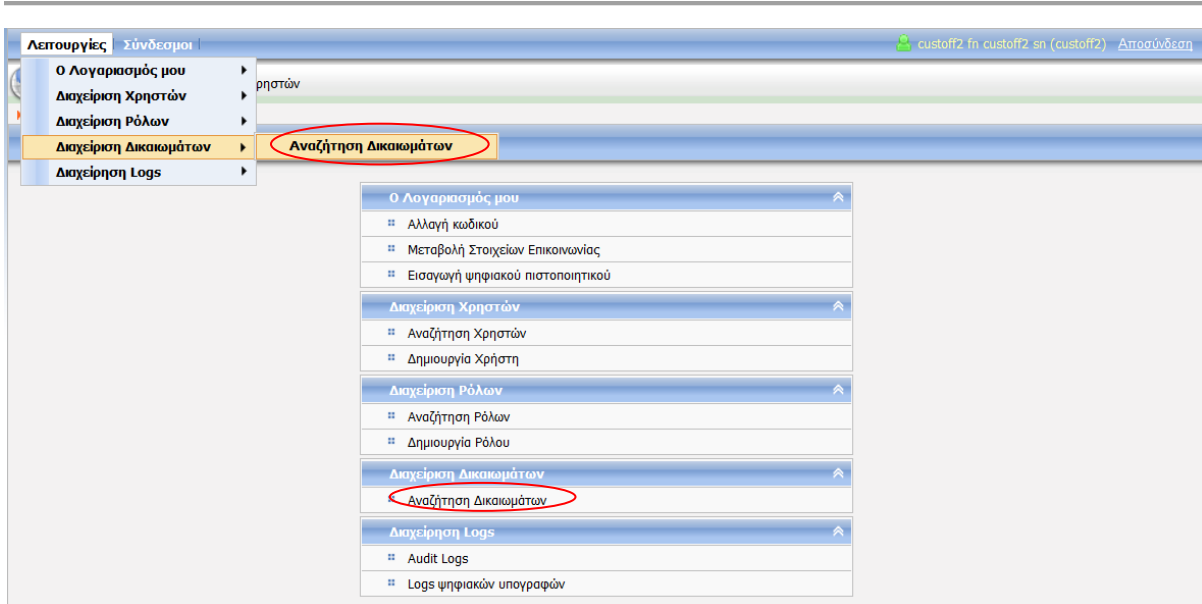 Λειτουργίες Σύνδεσμοι custoff2 fn custoff2 sn (custoff2) Αποσύνδεση
Ο Λογαριασμός μου
ρηστών
Διαχείριση Χρηστών
Διαχείριση Ρόλων
Διαχείριση Δικαιωμάτων Αναζήτηση Δικαιωμάτων
Διαχείρηση Logs
Ο Λογαριασμός μου
Αλλαγή κωδικού
Μεταβολή Στοιχείων Επικοινωνίας
Εισαγωγή ψηφιακού πιστοποιητικού
Διαχείριση Χρηστών
Αναζήτηση Χρηστών
Δημιουργία Χρήστη
Διαχείριση Ρόλων
Αναζήτηση Ρόλων
Δημιουργία Ρόλου
Διαχείριση Δικαιωμάτων
Αναζήτηση Δικαιωμάτων
Διαχείρηση Logs
Audit Logs
Logs ψηφιακών υπογραφών